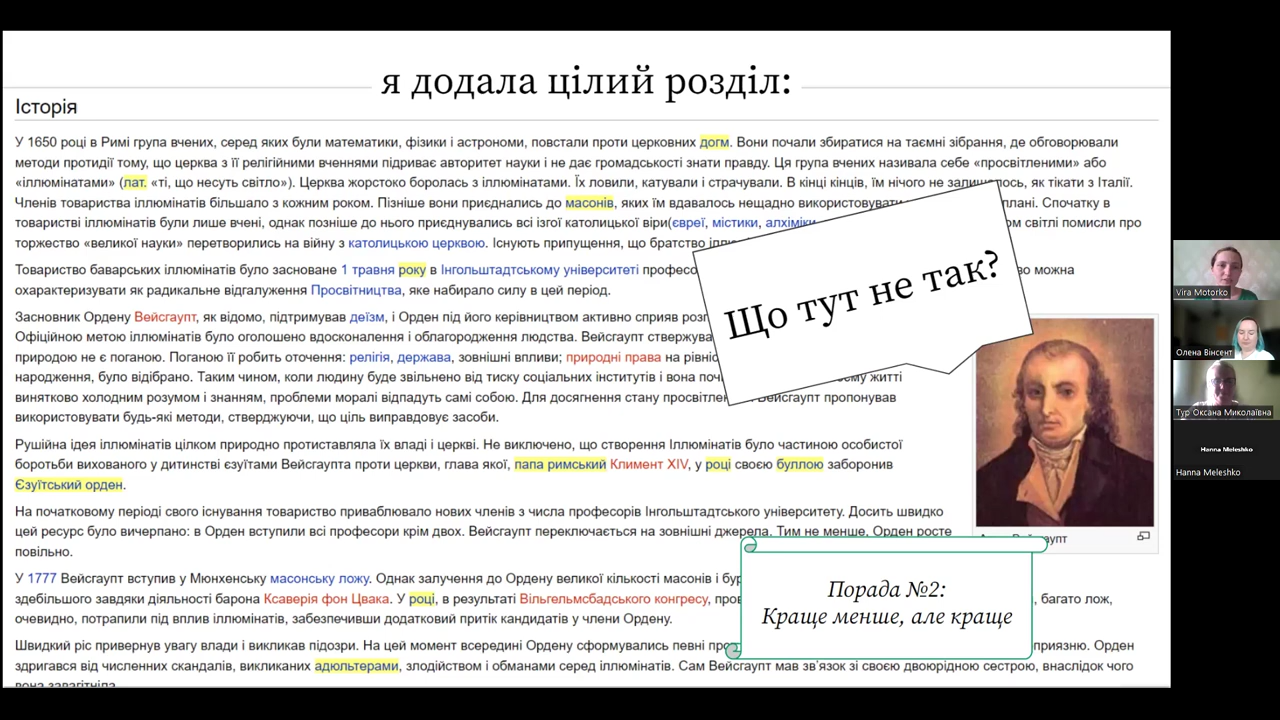 я додала цілий розділ:
Історія
У 1650 році в Римі група вчених, серед яких були математики, фізики і астрономи, повстали проти церковних догм. Вони почали збиратися на таємні зібрання, де обговорювали
методи протидії тому, що церква з її релігійними вченнями підриває авторитет науки і не дає громадськості знати правду. Ця група вчених називала себе «просвітленими» або
«іллюмінатами» (лат. «ті, що несуть світло»). Церква жорстоко боролась з іллюмінатами. Їх ловили, катували і страчували. В кінці кінців, їм нічого не залишалось, як тікати з Італії.
Членів товариства іллюмінатів більшало з кожним роком. Пізніше вони приєднались до масонів, яких їм вдавалось нещадно використовувати плані. Спочатку в
товаристві іллюмінатів були лише вчені, однак позніше до нього приєднувались всі ізгої католицької віри(євреї, містики, алхіміки світлі помисли про
торжество «великої науки» перетворились на війну з католицькою церквою. Існують припущення, що братство
Товариство баварських іллюмінатів було засноване 1 травня року в Інгольштадтському університеті можна
охарактеризувати як радикальне відгалуження Просвітництва, яке набирало силу в цей період.
Засновник Ордену Вейсгаупт, як відомо, підтримував деїзм, і Орден під його керівництвом активно сприяв
Офіційною метою іллюмінатів було оголошено вдосконалення і облагородження людства. Вейсгаупт
природою не є поганою. Поганою її робить оточення: релігія, держава, зовнішні впливи; природні права на
народження, було відібрано. Таким чином, коли людину буде звільнено від тиску соціальних інститутів і вона житті
винятково холодним розумом і знанням, проблеми моралі відпадуть самі собою. Для досягнення стану Вейсгаупт пропонував
використовувати будь-які методи, стверджуючи, що ціль виправдовує засоби.
Рушійна ідея іллюмінатів цілком природно протиставляла їх владі і церкві. Не виключено, що створення Іллюмінатів було частиною особистої
боротьби вихованого у дитинстві єзуїтами Вейсгаупта проти церкви, глава якої, папа римський Климент XIV, у році своєю буллою заборонив
Єзуїтський орден.
На початковому періоді свого існування товариство приваблювало нових членів з числа професорів Інгольштадтського університету. Досить швидко
цей ресурс було вичерпано: в Орден вступили всі професори крім двох. Вейсгаупт переключається на зовнішні джерела. Тим не менше, Орден росте
повільно.
У 1777 Вейсгаупт вступив у Мюнхенську масонську ложу. Однак залучення до Ордену великої кількості масонів і
здебільшого завдяки діяльності барона Ксаверія фон Цвака. У році, в результаті Вільгельмсбадського конгресу, багато лож,
очевидно, потрапили під вплив іллюмінатів, забезпечивши додатковий притік кандидатів у члени Ордену.
Швидкий ріст привернув увагу влади і викликав підозри. На цей момент всередині Ордену сформувались певні Орден
здригався від численних скандалів, викликаних адюльтерами, злодійством і обманами серед іллюмінатів. Сам Вейсгаупт мав зв'язок зі своєю двоюрідною сестрою, внаслідок чого
вона завагітніла.
Що тут не так?
Порада №2:
Краще менше, але краще
Vira Motorko
Олена Вінсент
Тур Оксана Миколаївна
Hanna Meleshko
Hanna Meleshko